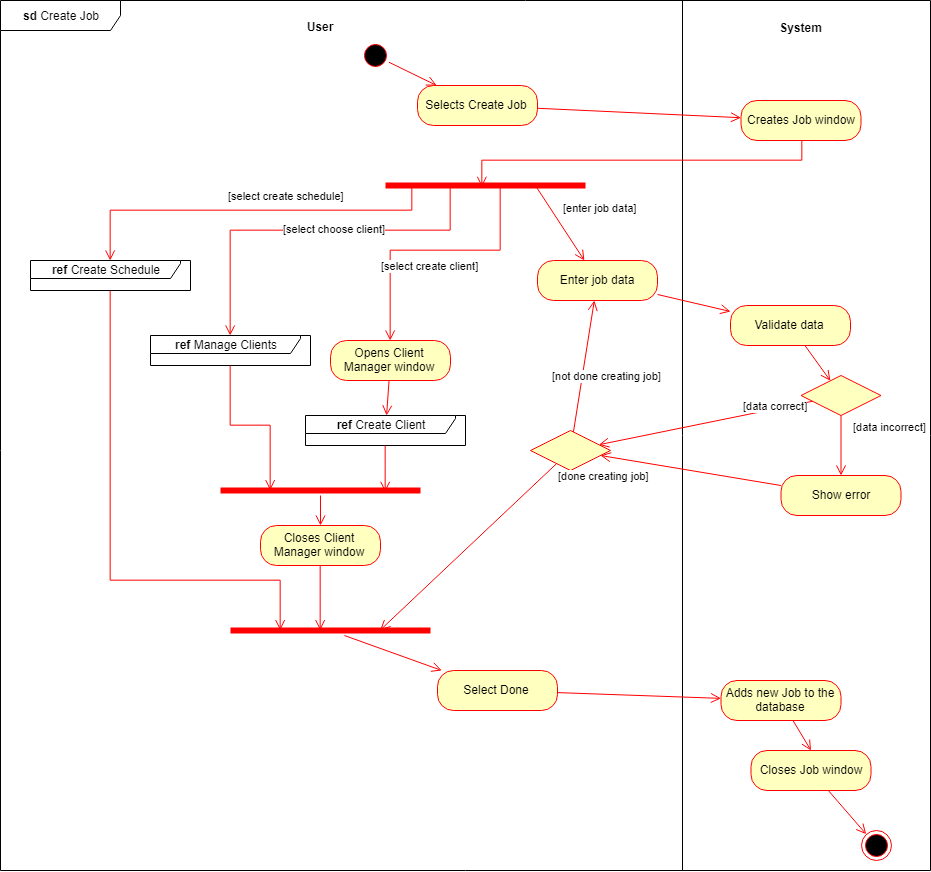 sd Create Job
User
System
Selects Create Job
Creates Job window
[select create schedule]
[enter job data]
[select choose client]
[select create client]
ref Create Schedule
Enter job data
Validate data
ref Manage Clients
Opens Client
Manager window
[not done creating job]
[data correct]
ref Create Client
[data incorrect]
[done creating job]
Show error
Closes Client
Manager window
Select Done
Adds new Job to the
database
Closes Job window